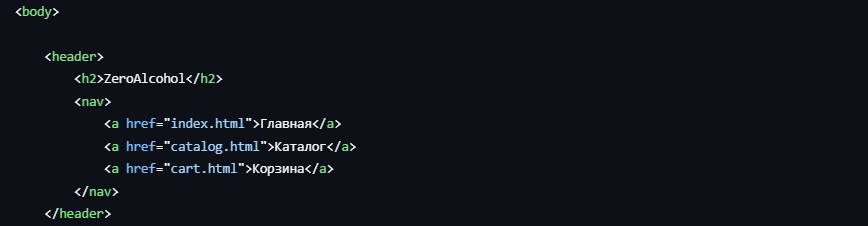 <body>
<header>
<h2>ZeroAlcohol</h2>
<nav>
<a href="index.html">Главная</a>
<a href="catalog.html">Каталог</a>
<a href="cart.html">Корзина</a>
</nav>
</header>